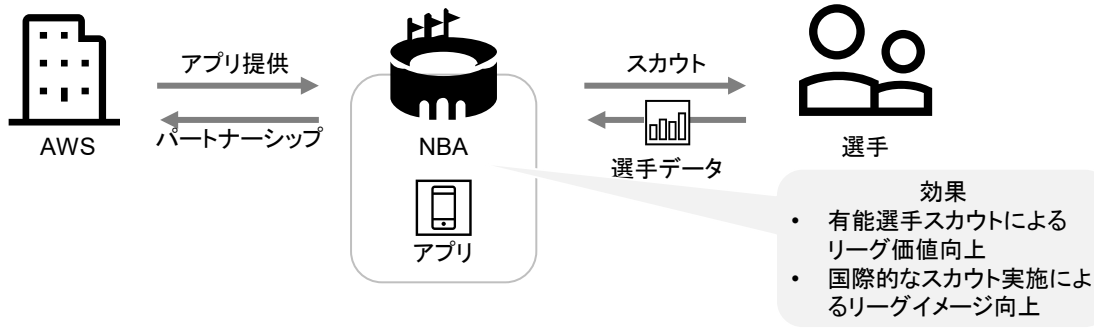 アプリ提供
パートナーシップ
AWS
NBA
アプリ
スカウト
選手データ
選手
効果
• 有能選手スカウトによる
リーグ価値向上
• 国際的なスカウト実施によ
るリーグイメージ向上